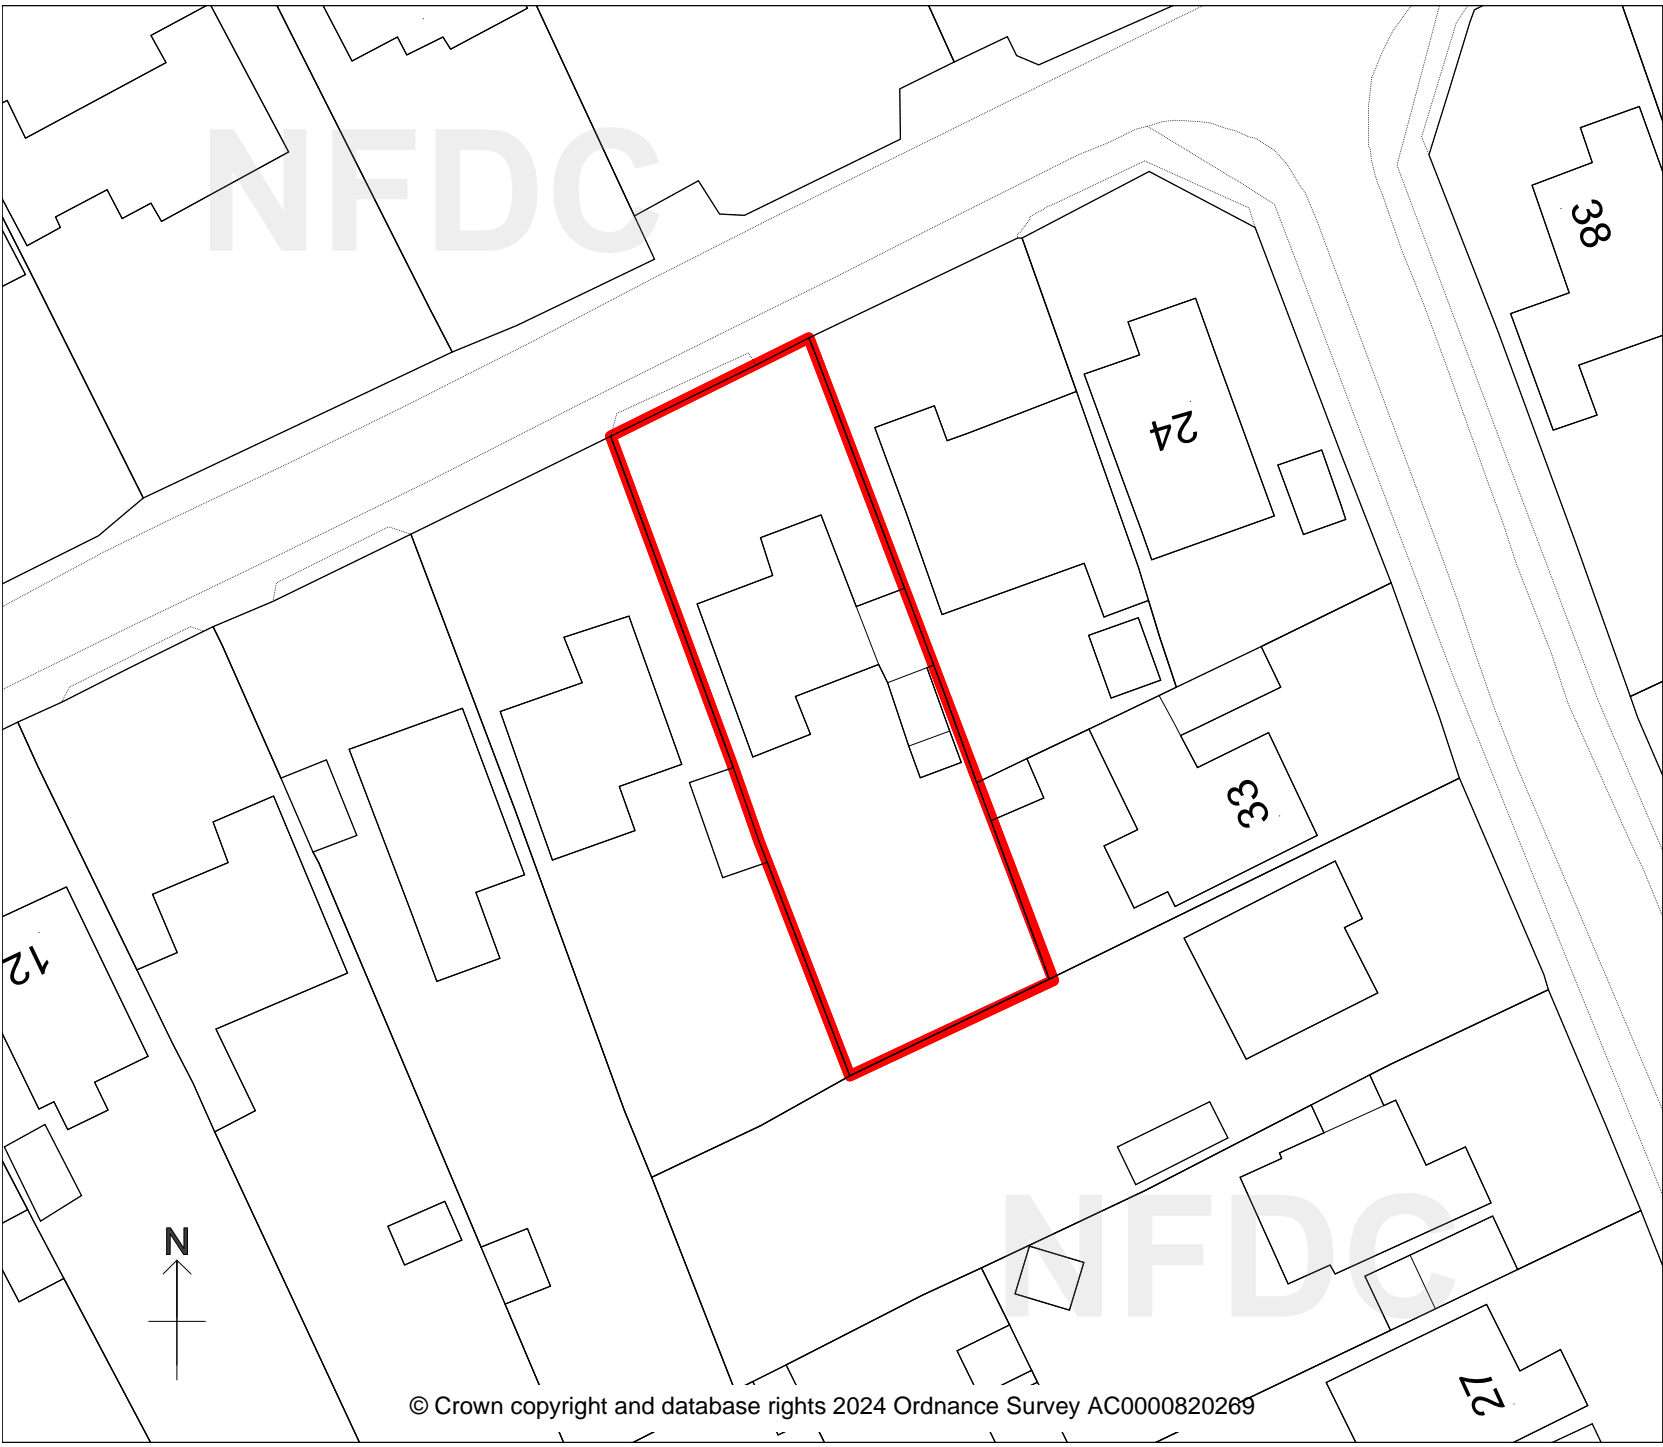 NFDC
38
24
33
12
N
NFDC
27
© Crown copyright and database rights 2024 Ordnance Survey AC0000820269